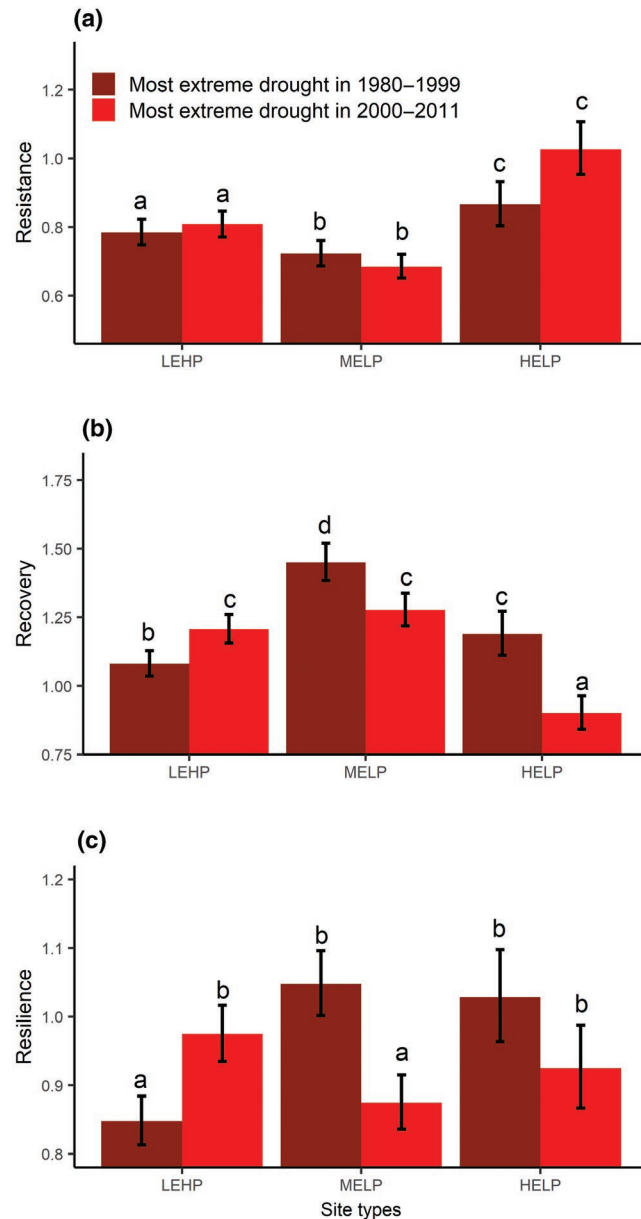 (a)
Most extreme drought in 1980–1999
Most extreme drought in 2000–2011
Resistance
1.2
1.0
0.8
0.6
a
a
b
b
c
c
LEHP
MELP
HELP
(b)
Recovery
1.75
1.50
1.25
1.00
0.75
b
c
d
c
c
a
LEHP
MELP
HELP
(c)
Resilience
1.2
1.1
1.0
0.9
0.8
a
b
b
a
b
b
LEHP
MELP
HELP
Site types